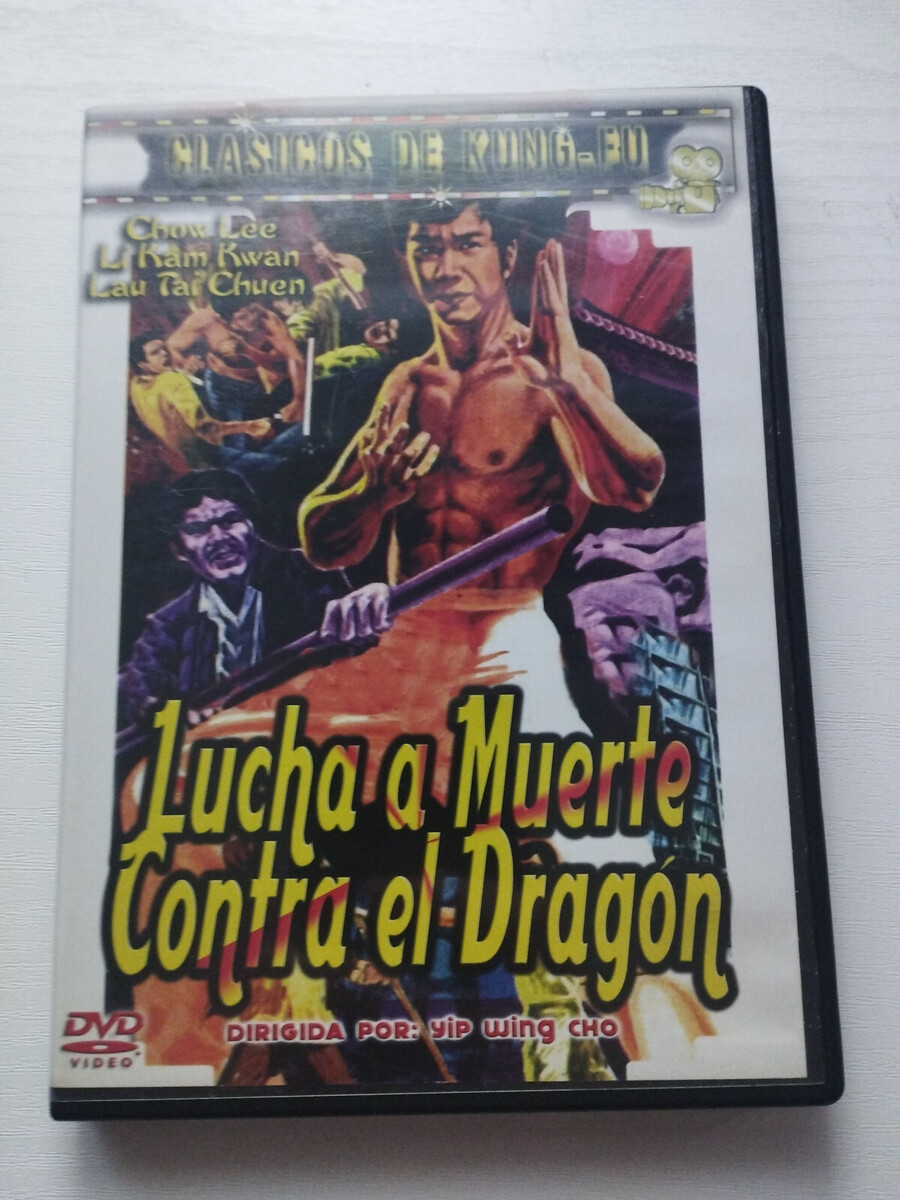 CLASICOS DE KUNG-FU
Chow Lee
Li Kam Kwan
Lau Tai Chuen
Lucha a Muerte
Contra el Dragón
DIRIGIDA POR: Yip Wing CHO
DVD
VIDEO